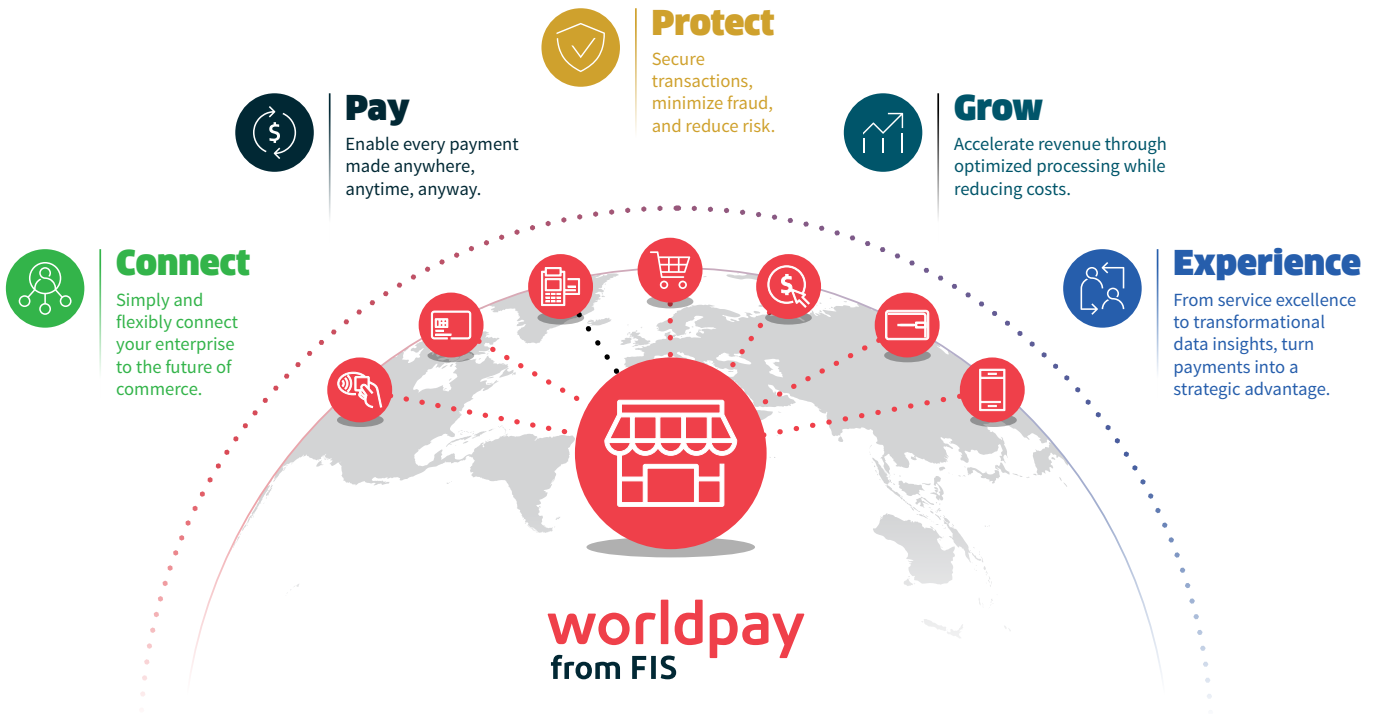 Protect
Secure
transactions,
minimize fraud,
and reduce risk.
Pay
Enable every payment
made anywhere,
anytime, anyway.
Grow
Accelerate revenue through
optimized processing while
reducing costs.
Connect
Simply and
flexibly connect
your enterprise
to the future of
commerce.
Experience
From service excellence
to transformational
data insights, turn
payments into a
strategic advantage.
worldpay
from FIS